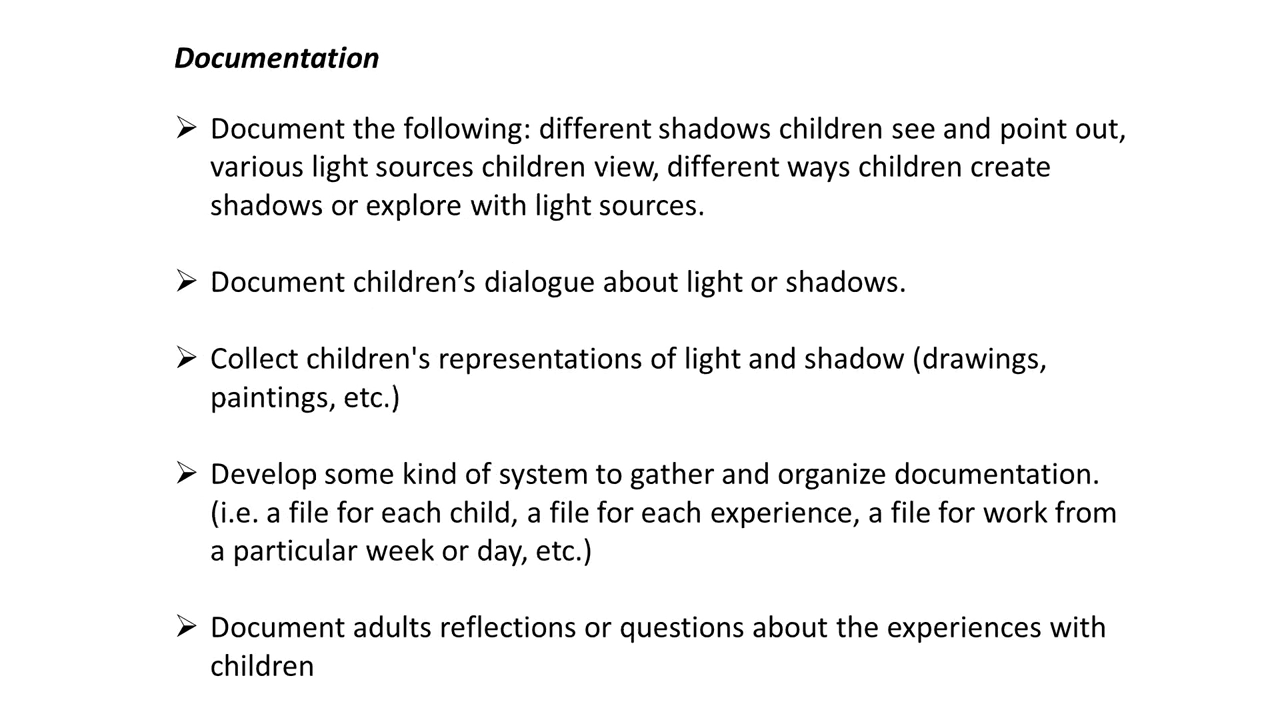 Documentation
➢ Document the following: different shadows children see and point out,
various light sources children view, different ways children create
shadows or explore with light sources.
➢ Document children’s dialogue about light or shadows.
➢ Collect children's representations of light and shadow (drawings,
paintings, etc.)
➢ Develop some kind of system to gather and organize documentation.
(i.e. a file for each child, a file for each experience, a file for work from
a particular week or day, etc.)
➢ Document adults reflections or questions about the experiences with
children